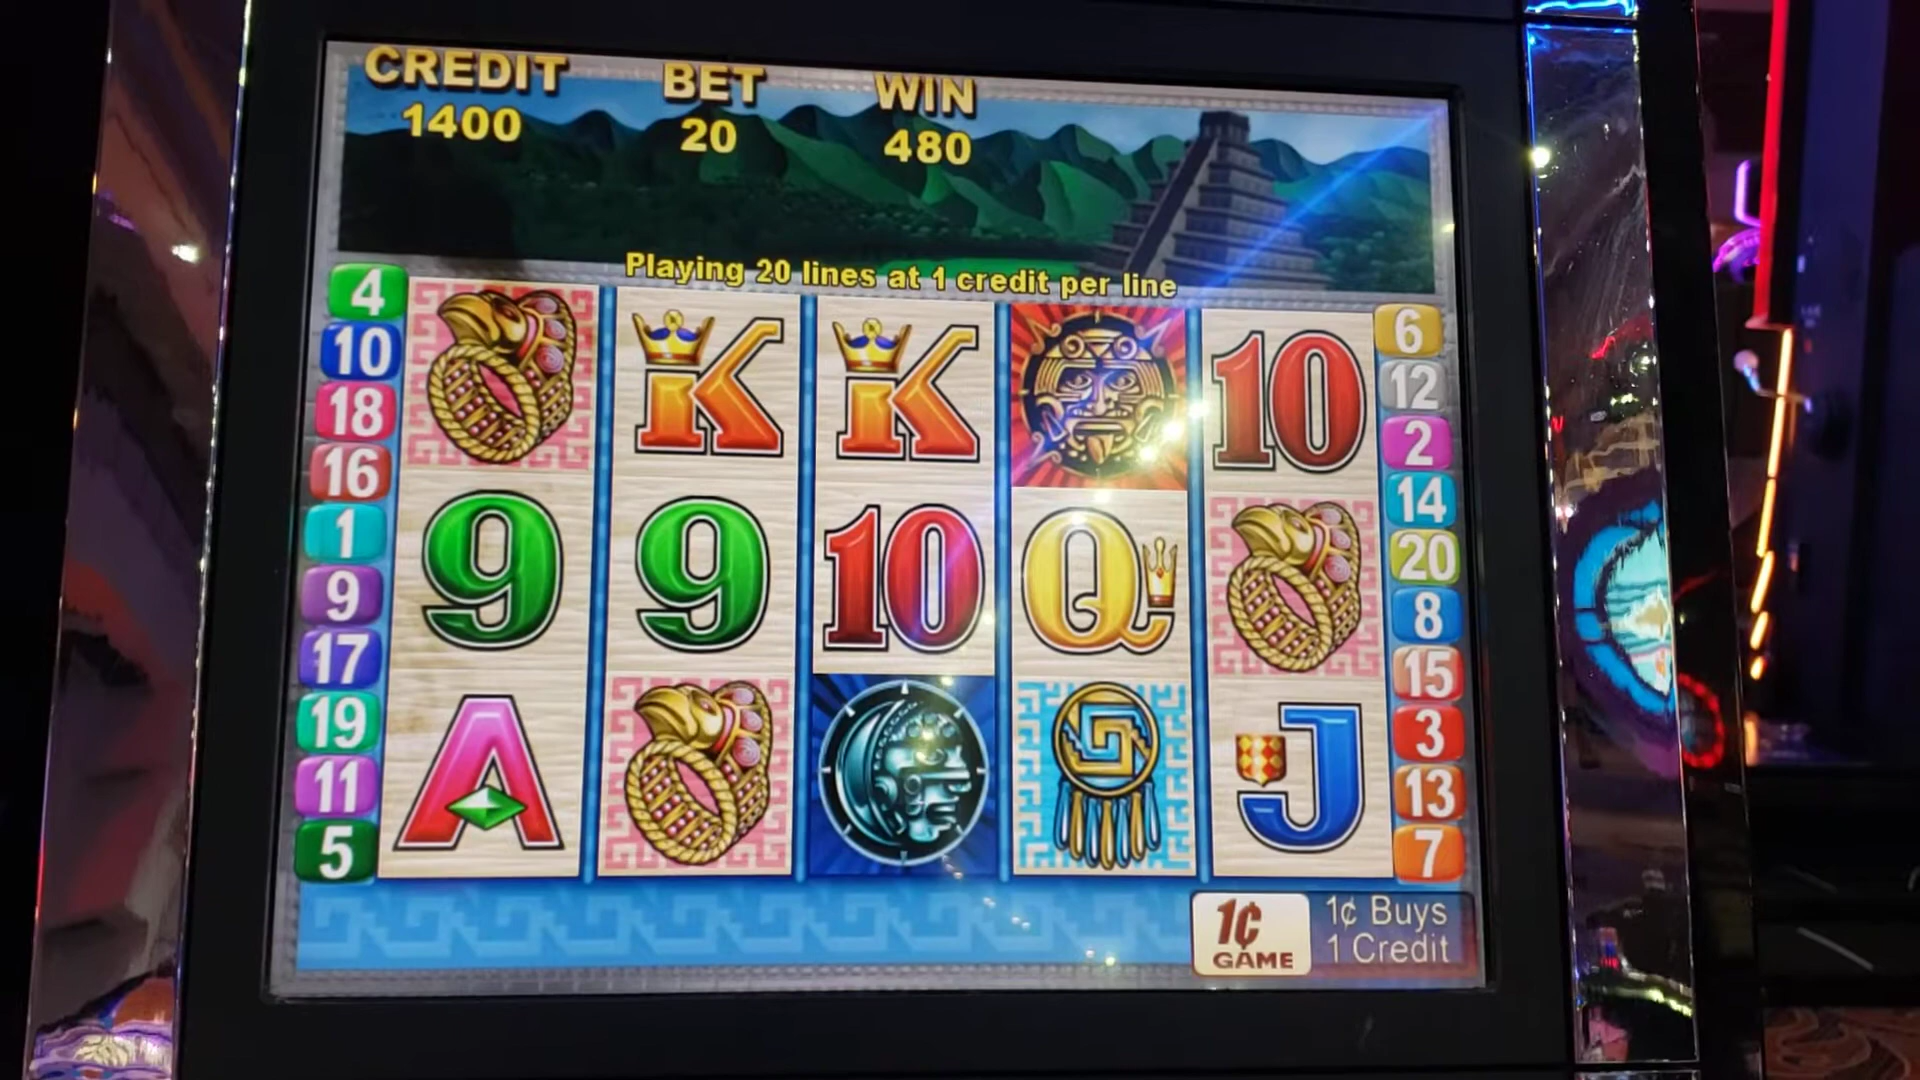 CREDIT BET WIN
1400 20 480
Playing 20 lines at 1 credit per line
4 6
10 12
18 2
16 14
1 20
9 8
17 15
19 3
11 13
5 7
K K 10
9 9 10 Q
A J
1¢ GAME
1¢ Buys
1 Credit